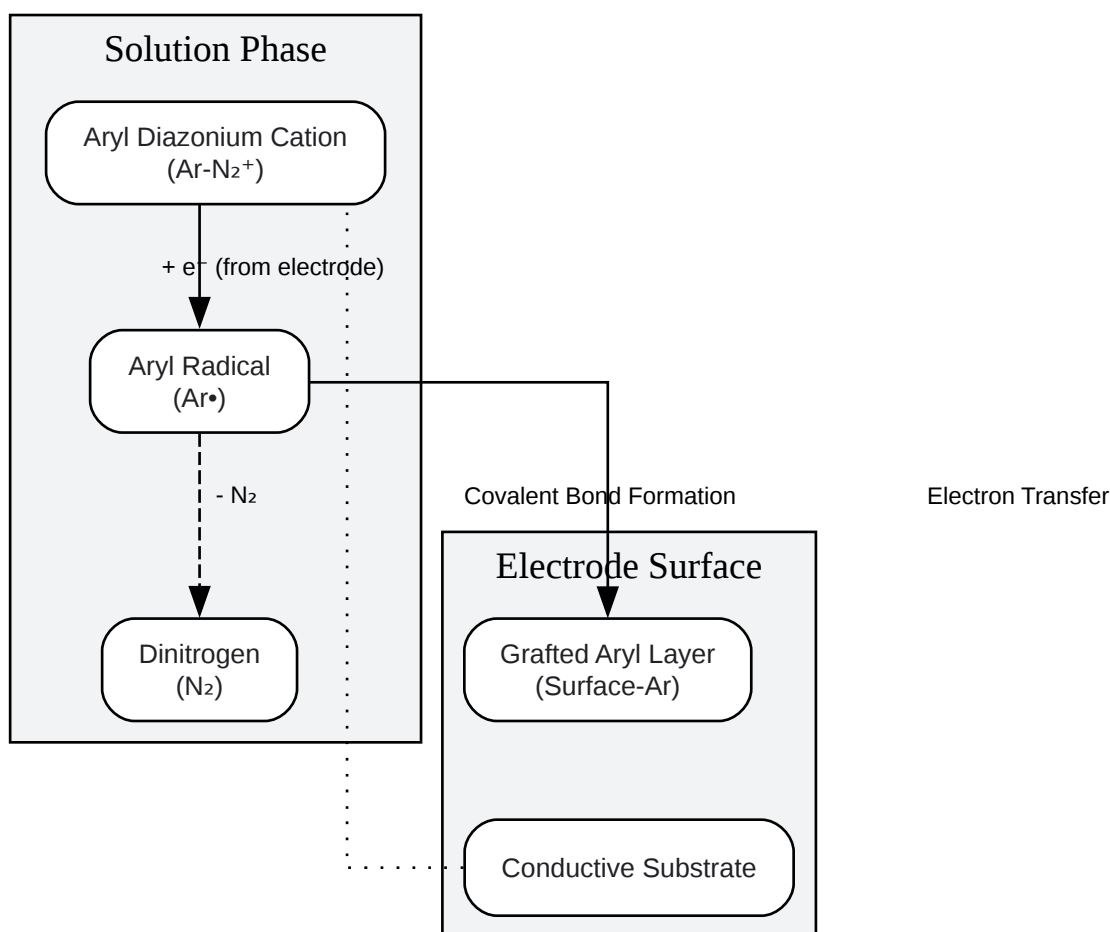 Solution Phase
Aryl Diazonium Cation
(Ar-N₂⁺)
+ e⁻ (from electrode)
Aryl Radical
(Ar•)
- N₂
Covalent Bond Formation
Electron Transfer
Electrode Surface
Dinitrogen
(N₂)
Grafted Aryl Layer
(Surface-Ar)
Conductive Substrate